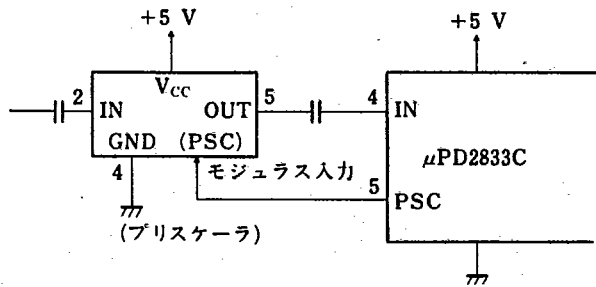 +5 V
+5 V
2
IN
VCC
OUT
5
4
IN
GND
(PSC)
4
モジュラス入力
μPD2833C
5
PSC
(プリスケーラ)